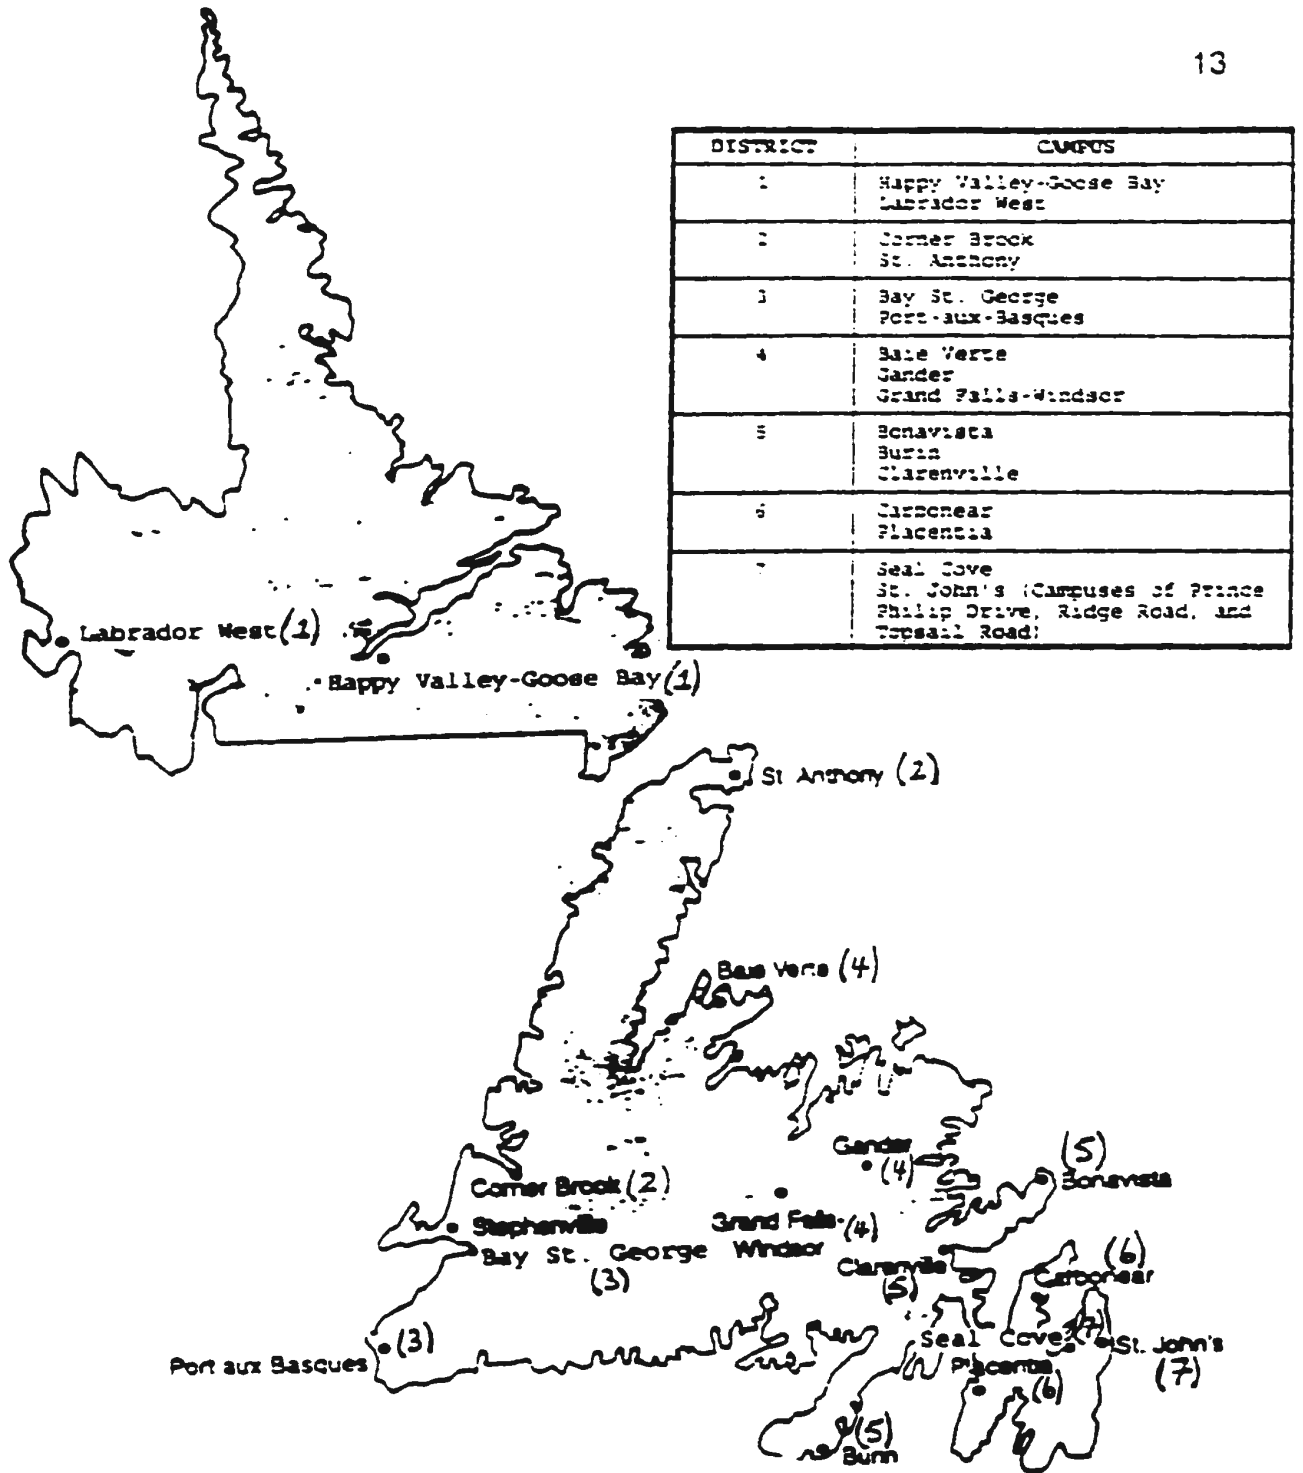 13
DISTRICT CAMPUS
1 Happy Valley-Goose Bay
Labrador West
2 Corner Brook
St. Anthony
3 Bay St. George
Port-aux-Basques
4 Baie Verte
Gander
Grand Falls-Windsor
5 Bonavista
Burin
Clarenville
6 Carbonear
Placentia
7 Seal Cove
St. John's (Campuses of Prince
Philip Drive, Ridge Road, and
Topsail Road)
Labrador West (1)
Happy Valley-Goose Bay (1)
St Anthony (2)
Baie Verte (4)
Gander
(4)
(5)
Bonavista
Corner Brook (2)
Stephenville
Grand Falls- (4)
Windsor
Bay St. George
(3)
Clarenville
(5)
(6)
Carbonear
(3)
Port aux Basques
Seal Cove (7)
St. John's
(7)
Placentia
(6)
(5)
Burin